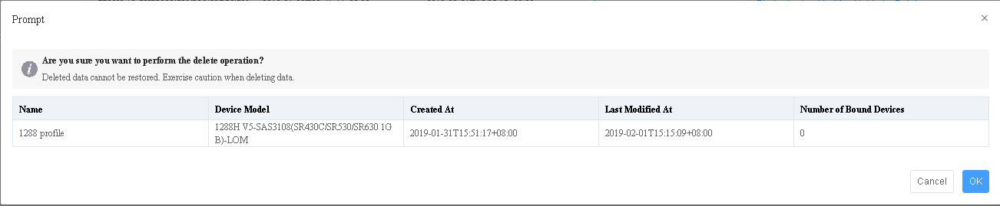 Prompt
×
Are you sure you want to perform the delete operation?
Deleted data cannot be restored. Exercise caution when deleting data.
Name Device Model Created At Last Modified At Number of Bound Devices
1288 profile 1288H V5-SAS3108(SR430C/SR530/SR630 1G 2019-01-31T15:51:17+08:00 2019-02-01T15:15:09+08:00 0
B)-LOM
Cancel OK